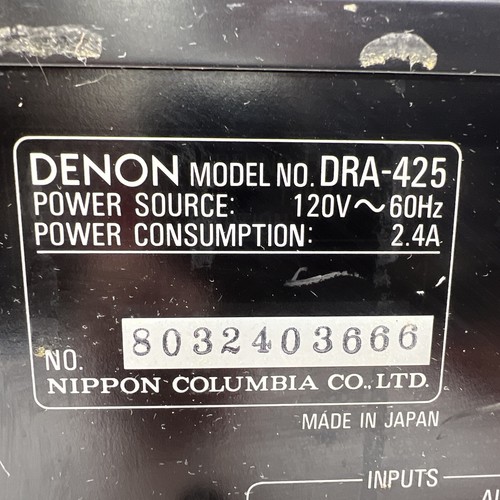 DENON MODEL NO. DRA-425
POWER SOURCE: 120V～60Hz
POWER CONSUMPTION: 2.4A
NO. 8032403666
NIPPON COLUMBIA CO., LTD.
MADE IN JAPAN
INPUTS